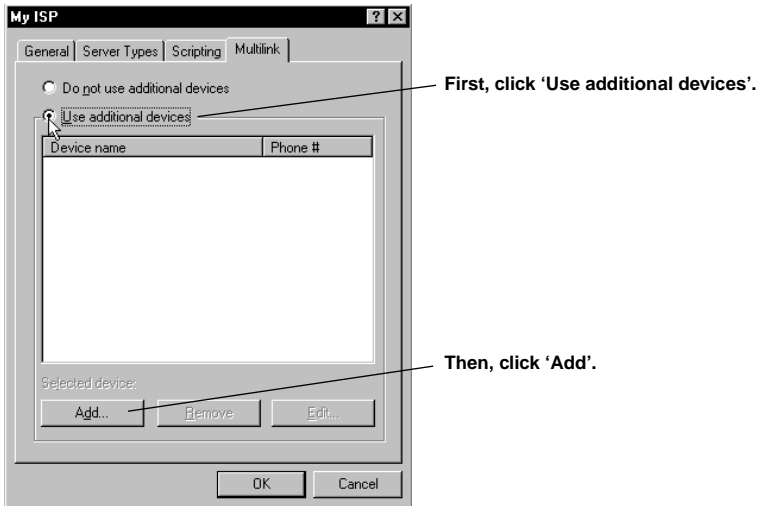 My ISP
General Server Types Scripting Multilink
Do not use additional devices
First, click ‘Use additional devices’.
Use additional devices
Device name Phone #
Then, click ‘Add’.
Selected device:
Add... Remove Edit...
OK Cancel